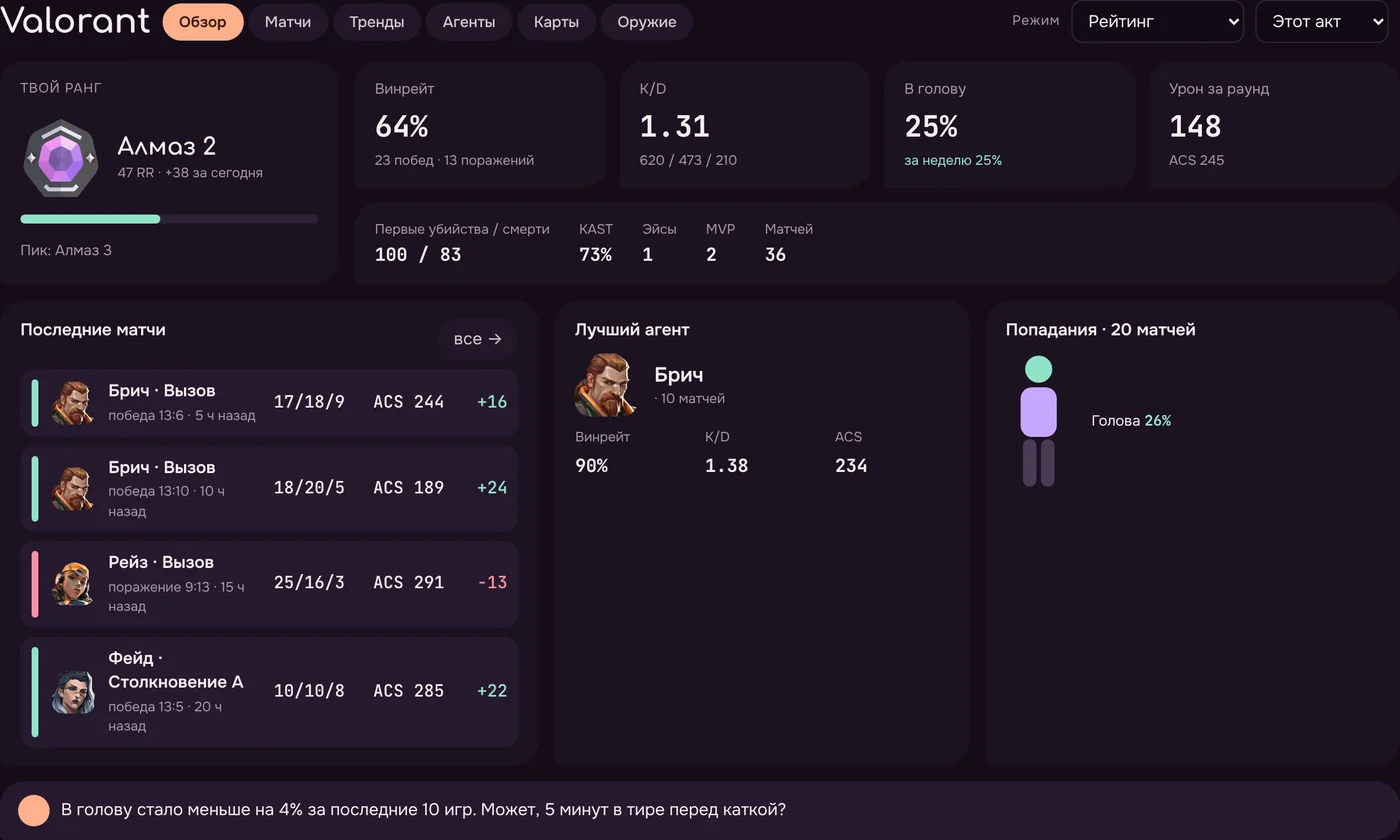 Valorant
Обзор
Матчи
Тренды
Агенты
Карты
Оружие
Режим
Рейтинг
Этот акт
ТВОЙ РАНГ
Алмаз 2
47 RR · +38 за сегодня
Пик: Алмаз 3
Винрейт
64%
23 побед · 13 поражений
K/D
1.31
620 / 473 / 210
В голову
25%
за неделю 25%
Урон за раунд
148
ACS 245
Первые убийства / смерти
100 / 83
KAST
73%
Эйсы
1
MVP
2
Матчей
36
Последние матчи
все →
Брич · Вызов
победа 13:6 · 5 ч назад
17/18/9
ACS 244
+16
Брич · Вызов
победа 13:10 · 10 ч
назад
18/20/5
ACS 189
+24
Рейз · Вызов
поражение 9:13 · 15 ч
назад
25/16/3
ACS 291
-13
Фейд ·
Столкновение А
победа 13:5 · 20 ч
назад
10/10/8
ACS 285
+22
Лучший агент
Брич
· 10 матчей
Винрейт
90%
K/D
1.38
ACS
234
Попадания · 20 матчей
Голова 26%
В голову стало меньше на 4% за последние 10 игр. Может, 5 минут в тире перед каткой?